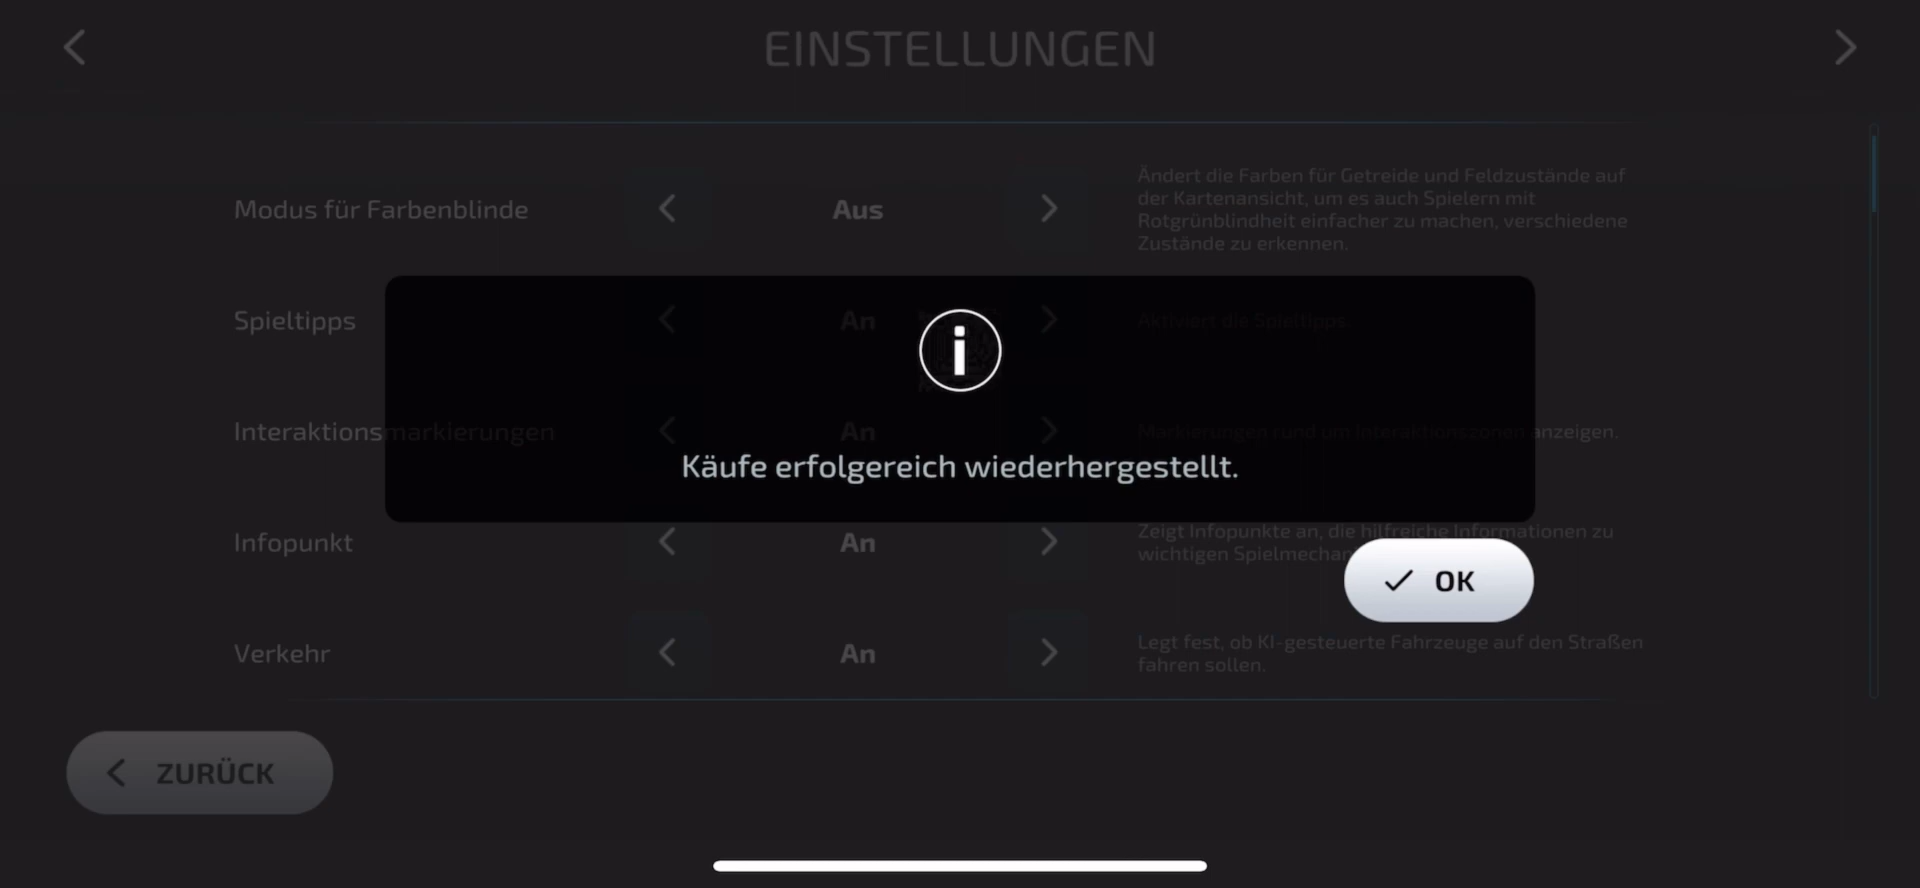 EINSTELLUNGEN
Modus für Farbenblinde
Aus
Ändert die Farben für Getreide und Feldzustände auf
der Kartenansicht, um es auch Spielern mit
Rotgrünblindheit einfacher zu machen, verschiedene
Zustände zu erkennen.
Spieltipps
An
Aktiviert die Spieltipps
Interaktionsmarkierungen
An
Markierungen rund um Interaktionszonen anzeigen.
Käufe erfolgereich wiederhergestellt.
Infopunkt
An
Zeigt Infopunkte an, die hilfreiche Informationen zu
wichtigen Spielmechan
OK
Verkehr
An
Legt fest, ob KI-gesteuerte Fahrzeuge auf den Straßen
fahren sollen.
ZURÜCK